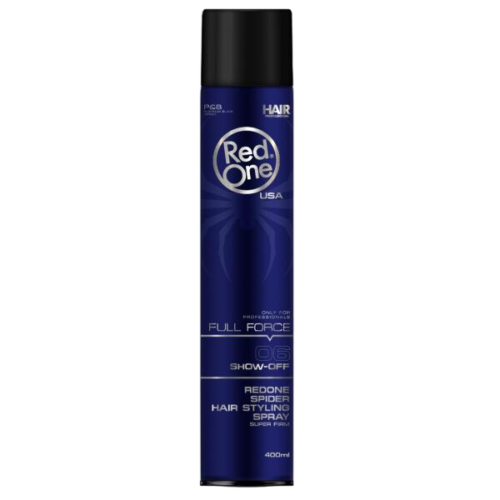 HAIR
Red
One
USA
ONLY FOR
PROFESSIONALS
FULL FORCE
06
SHOW-OFF
REDONE
SPIDER
HAIR STYLING
SPRAY
SUPER FIRM
400ml